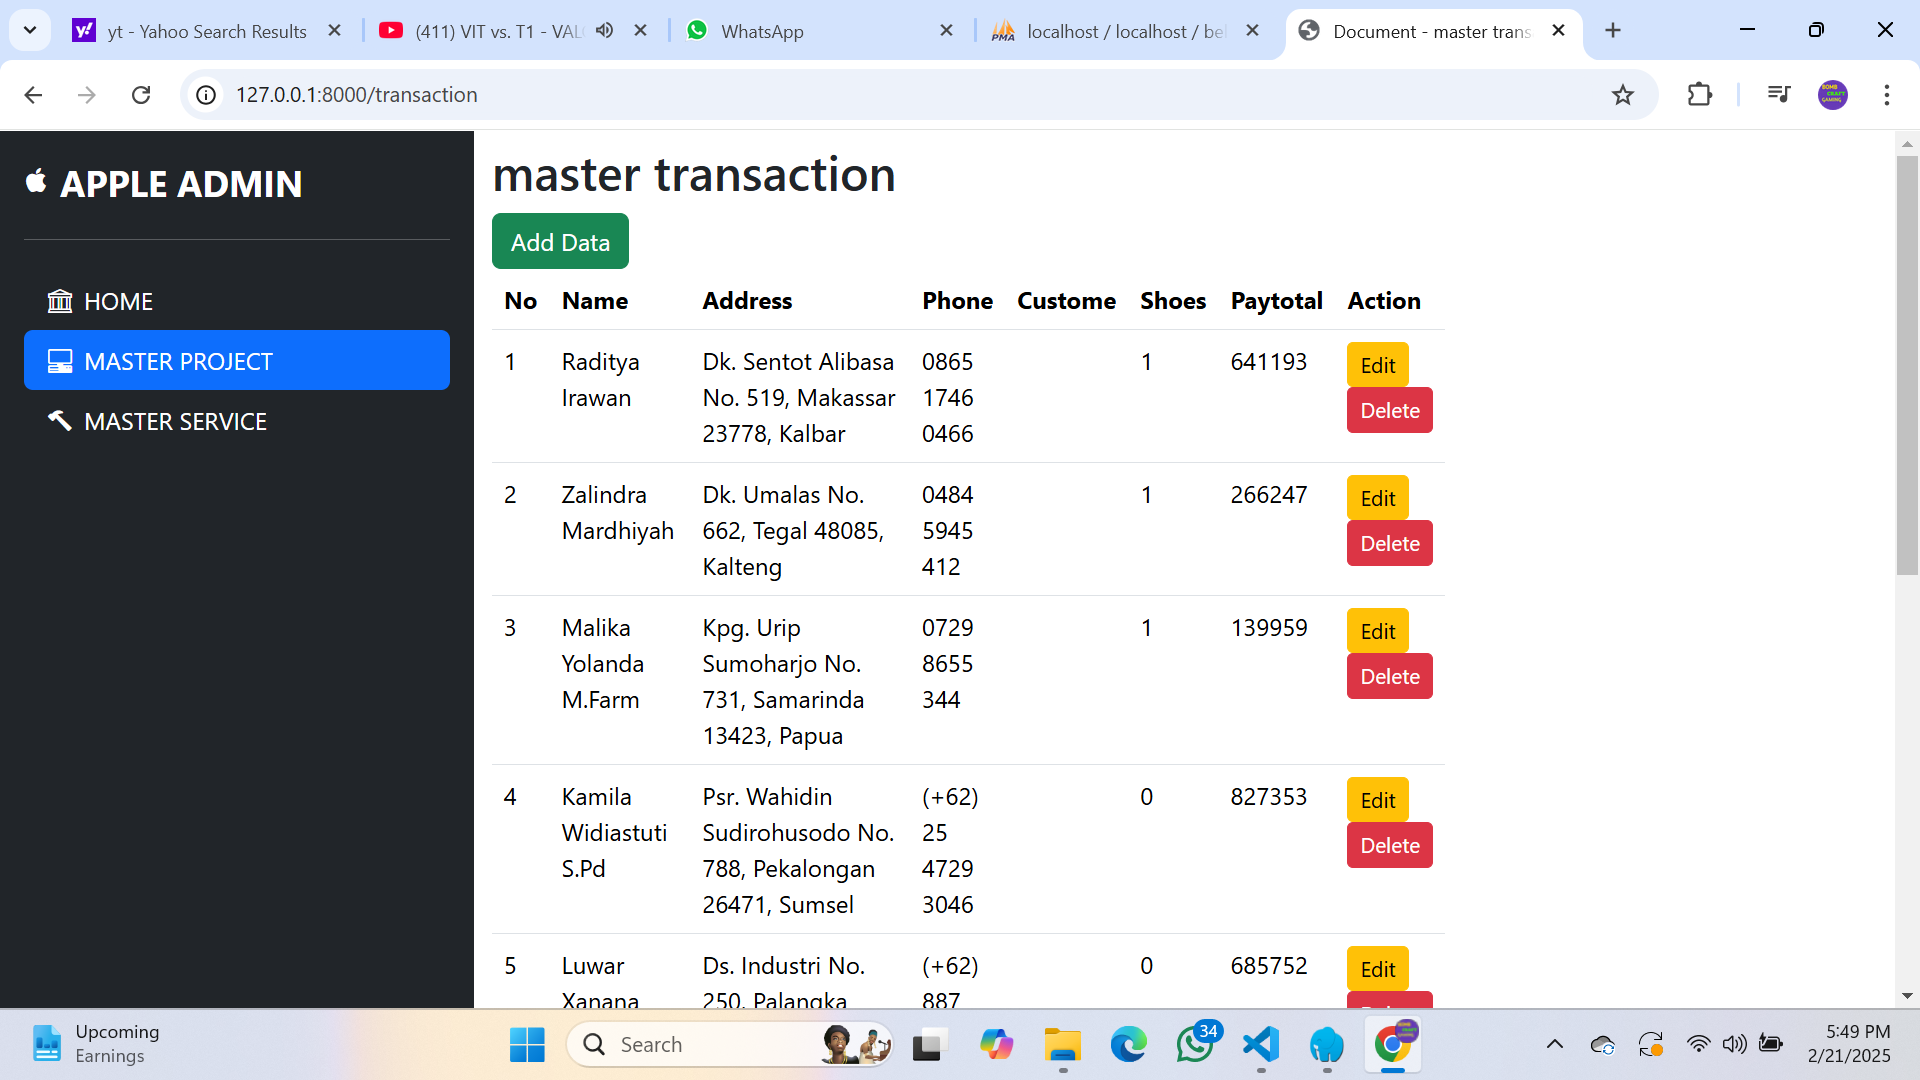 yt - Yahoo Search Results
(411) VIT vs. T1 - VAL
WhatsApp
localhost / localhost / be
Document - master trans
127.0.0.1:8000/transaction
APPLE ADMIN
HOME
MASTER PROJECT
MASTER SERVICE
master transaction
Add Data
No Name Address Phone Custome Shoes Paytotal Action
1 Raditya Irawan Dk. Sentot Alibasa No. 519, Makassar 23778, Kalbar 0865 1746 0466 1 641193 Edit Delete
2 Zalindra Mardhiyah Dk. Umalas No. 662, Tegal 48085, Kalteng 0484 5945 412 1 266247 Edit Delete
3 Malika Yolanda M.Farm Kpg. Urip Sumoharjo No. 731, Samarinda 13423, Papua 0729 8655 344 1 139959 Edit Delete
4 Kamila Widiastuti S.Pd Psr. Wahidin Sudirohusodo No. 788, Pekalongan 26471, Sumsel (+62) 25 4729 3046 0 827353 Edit Delete
5 Luwar Xanana Ds. Industri No. 250, Palangka (+62) 887 0 685752 Edit
Upcoming
Earnings
Search
34
5:49 PM
2/21/2025